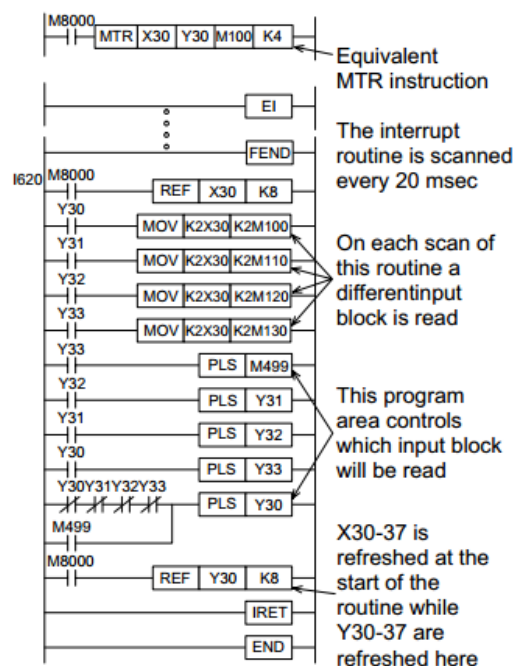 M8000
MTR X30 Y30 M100 K4
Equivalent
MTR instruction
EI
FEND
The interrupt
routine is scanned
every 20 msec
I620
M8000
REF X30 K8
Y30
MOV K2X30 K2M100
Y31
MOV K2X30 K2M110
Y32
MOV K2X30 K2M120
Y33
MOV K2X30 K2M130
On each scan of
this routine a
differentinput
block is read
Y33
PLS M499
Y32
PLS Y31
Y31
PLS Y32
Y30
PLS Y33
Y30 Y31 Y32 Y33
PLS Y30
M499
This program
area controls
which input block
will be read
M8000
REF Y30 K8
IRET
END
X30-37 is
refreshed at the
start of the
routine while
Y30-37 are
refreshed here